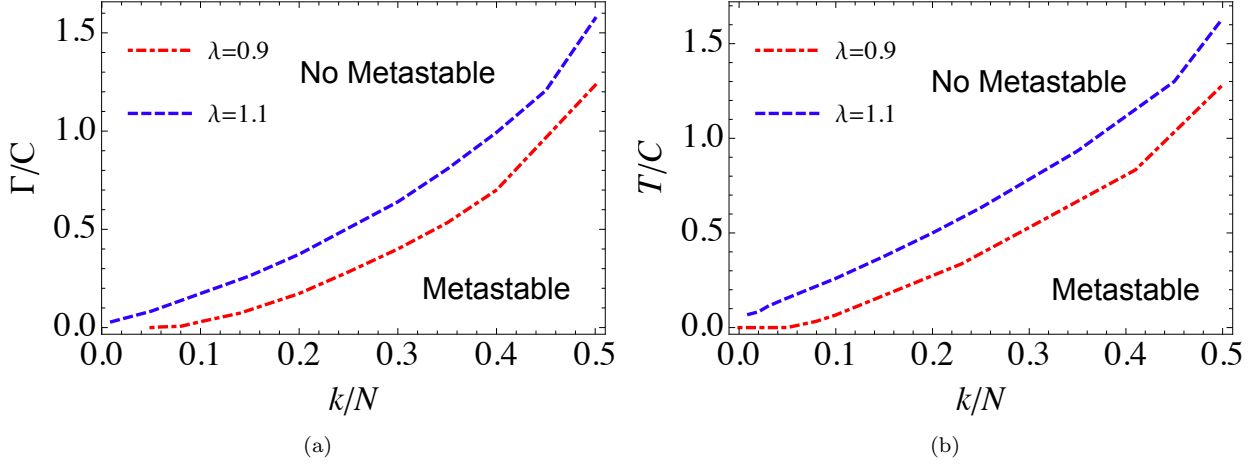 1.5
1.0
0.5
0.0
Γ/C
λ=0.9
λ=1.1
No Metastable
Metastable
0.0 0.1 0.2 0.3 0.4 0.5
k/N
(a)
1.5
1.0
0.5
0.0
T/C
λ=0.9
λ=1.1
No Metastable
Metastable
0.0 0.1 0.2 0.3 0.4 0.5
k/N
(b)